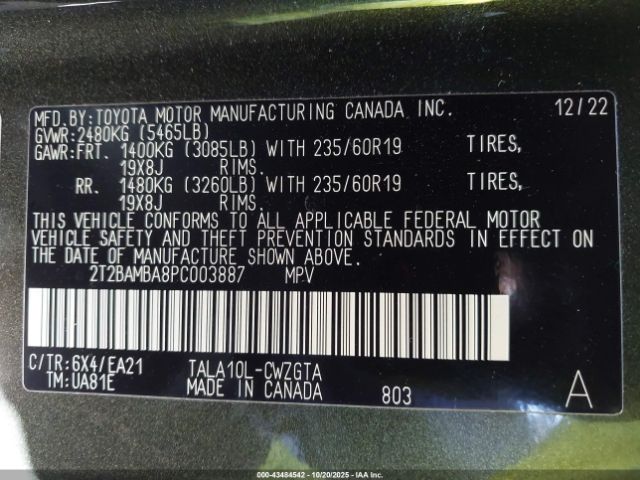 MFD.BY:TOYOTA MOTOR MANUFACTURING CANADA INC. 12/22
GVWR:2480KG (5465LB)
GAWR:FRT. 1400KG (3085LB) WITH 235/60R19 TIRES,
19X8J RIMS.
RR. 1480KG (3260LB) WITH 235/60R19 TIRES,
19X8J RIMS.
THIS VEHICLE CONFORMS TO ALL APPLICABLE FEDERAL MOTOR
VEHICLE SAFETY AND THEFT PREVENTION STANDARDS IN EFFECT ON
THE DATE OF MANUFACTURE SHOWN ABOVE.
2T2BAMBA8PC003887 MPV
C/TR:6X4/EA21 TALA10L-CWZGTA
TM:UA81E MADE IN CANADA 803 A
000-43484542 - 10/20/2025 - IAA Inc.